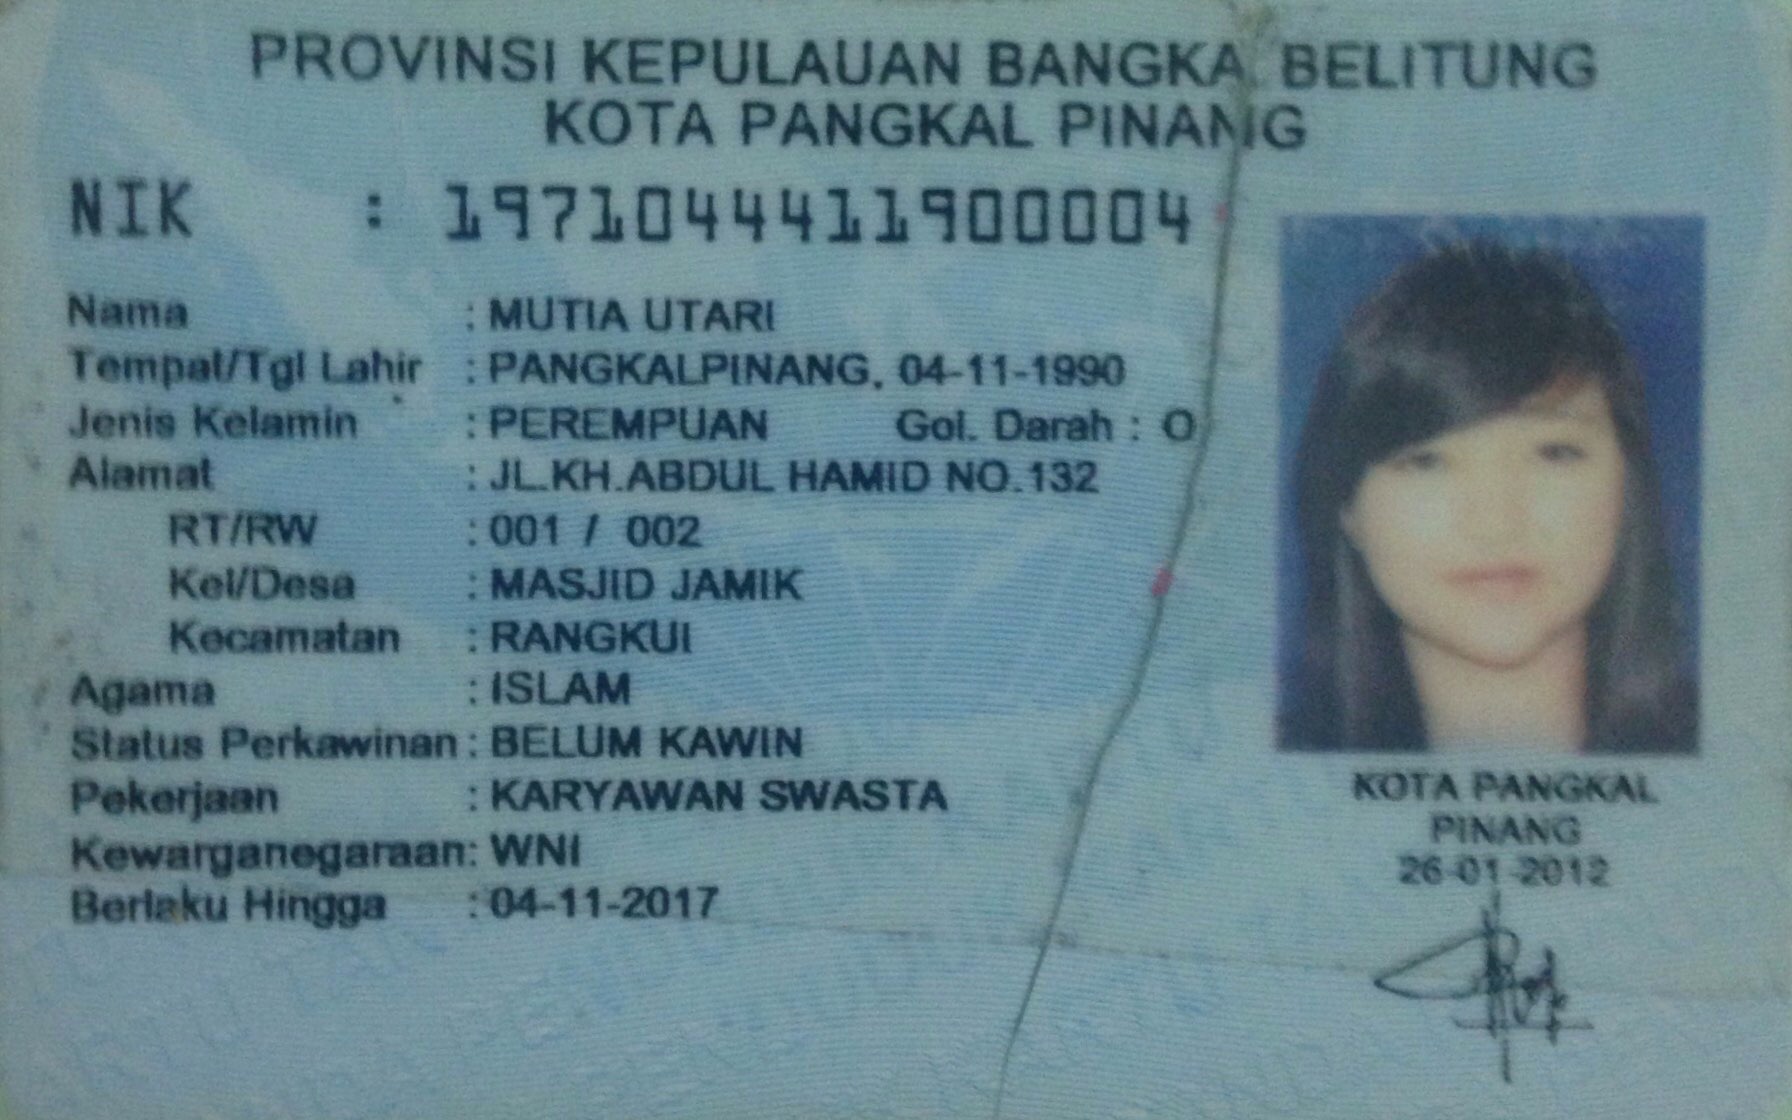 PROVINSI KEPULAUAN BANGKA BELITUNG
KOTA PANGKAL PINANG
NIK : 1971044411900004
Nama : MUTIA UTARI
Tempat/Tgl Lahir : PANGKALPINANG, 04-11-1990
Jenis Kelamin : PEREMPUAN Gol. Darah : O
Alamat : JL.KH.ABDUL HAMID NO.132
RT/RW : 001 / 002
Kel/Desa : MASJID JAMIK
Kecamatan : RANGKUI
Agama : ISLAM
Status Perkawinan : BELUM KAWIN
Pekerjaan : KARYAWAN SWASTA
Kewarganegaraan: WNI
Berlaku Hingga : 04-11-2017
KOTA PANGKAL
PINANG
26-01-2012